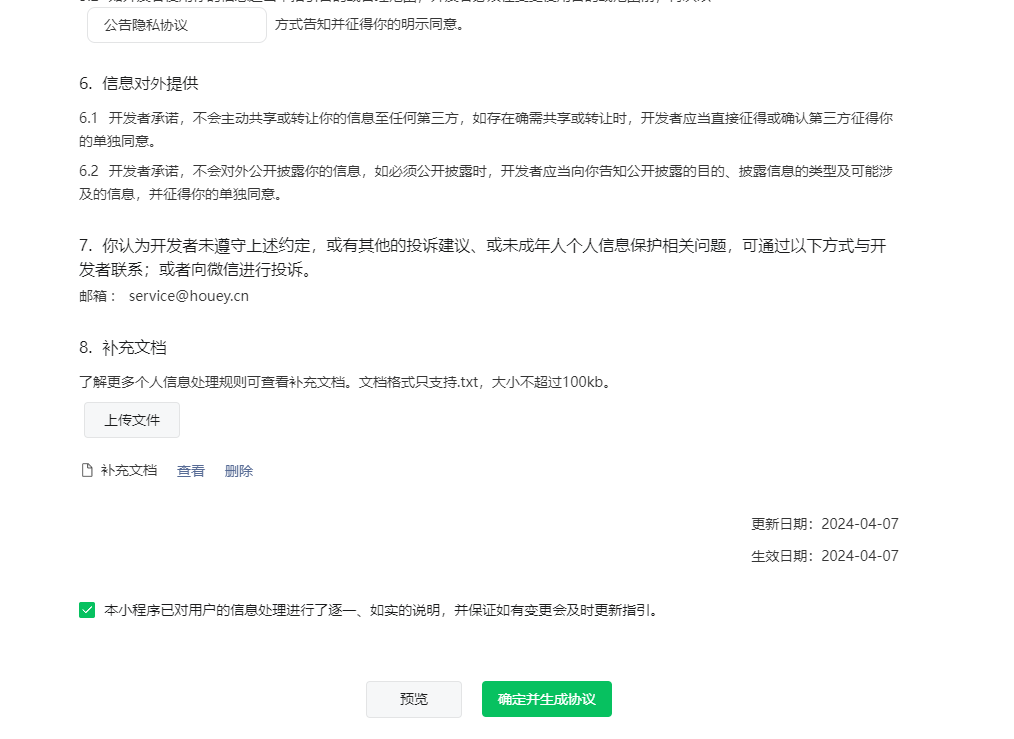 公告隐私协议 方式告知并征得你的明示同意。
6. 信息对外提供
6.1 开发者承诺，不会主动共享或转让你的信息至任何第三方，如存在确需共享或转让时，开发者应当直接征得或确认第三方征得你
的单独同意。
6.2 开发者承诺，不会对外公开披露你的信息，如必须公开披露时，开发者应当向你告知公开披露的目的、披露信息的类型及可能涉
及的信息，并征得你的单独同意。
7. 你认为开发者未遵守上述约定，或有其他的投诉建议、或未成年人个人信息保护相关问题，可通过以下方式与开
发者联系；或者向微信进行投诉。
邮箱： service@houey.cn
8. 补充文档
了解更多个人信息处理规则可查看补充文档。文档格式只支持.txt，大小不超过100kb。
上传文件
补充文档 查看 删除
更新日期：2024-04-07
生效日期：2024-04-07
本小程序已对用户的信息处理进行了逐一、如实的说明，并保证如有变更会及时更新指引。
预览 确定并生成协议